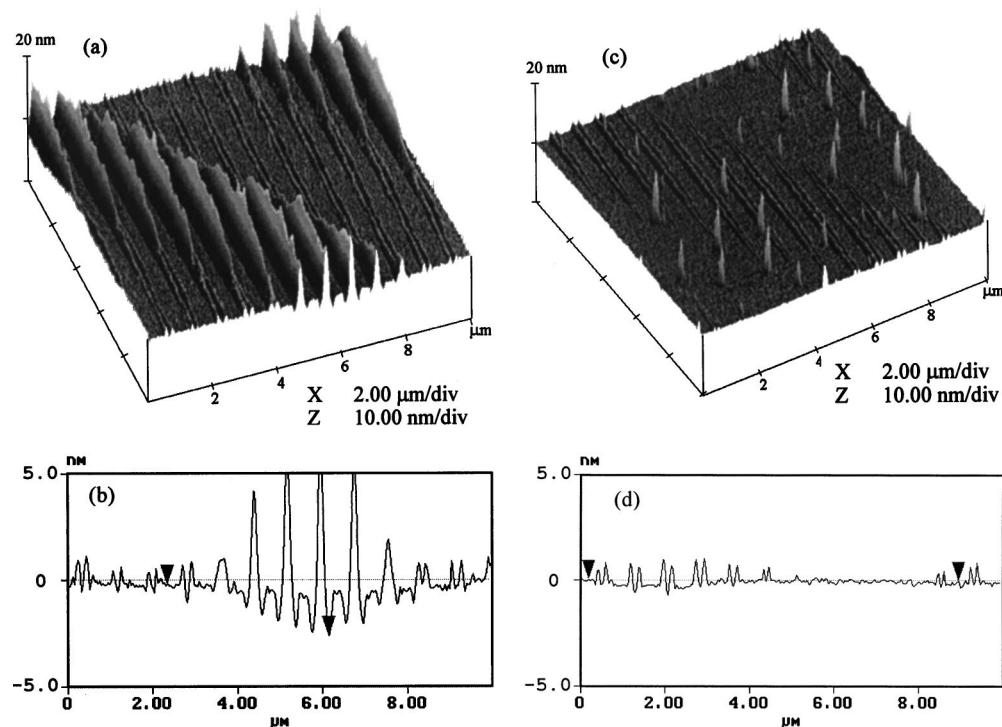 (a)
20 nm
2
4
6
8
μm
X 2.00 μm/div
Z 10.00 nm/div
(c)
20 nm
2
4
6
8
μm
X 2.00 μm/div
Z 10.00 nm/div
nM
5.0
(b)
0
-5.0
0 2.00 4.00 6.00 8.00
μM
nM
5.0
(d)
0
-5.0
0 2.00 4.00 6.00 8.00
μM